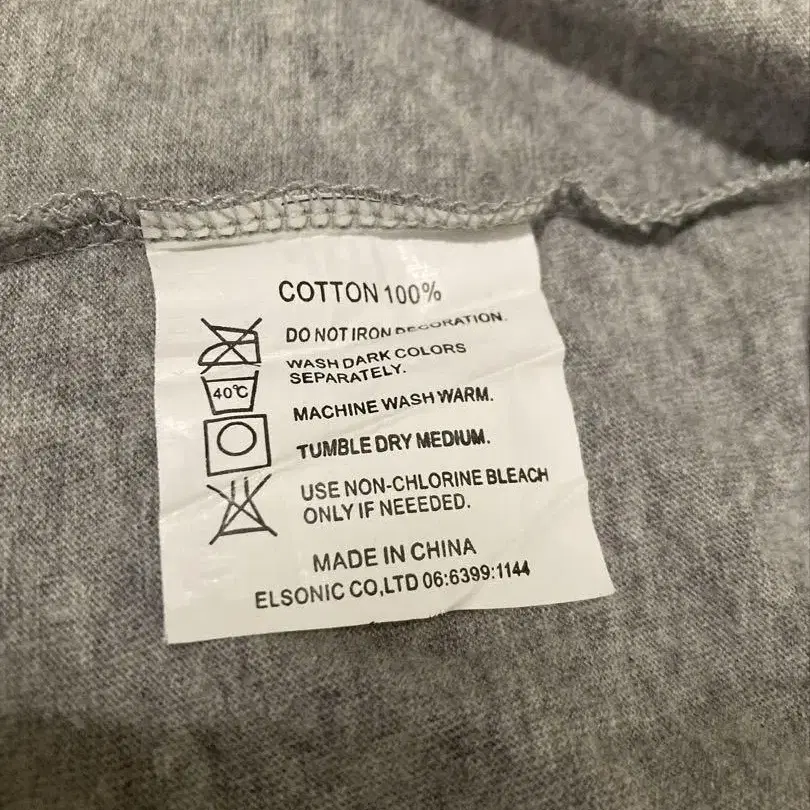 COTTON 100%
DO NOT IRON DECORATION.
WASH DARK COLORS
SEPARATELY.
40℃
MACHINE WASH WARM.
TUMBLE DRY MEDIUM.
USE NON-CHLORINE BLEACH
ONLY IF NEEEDED.
MADE IN CHINA
ELSONIC CO,LTD 06:6399:1144